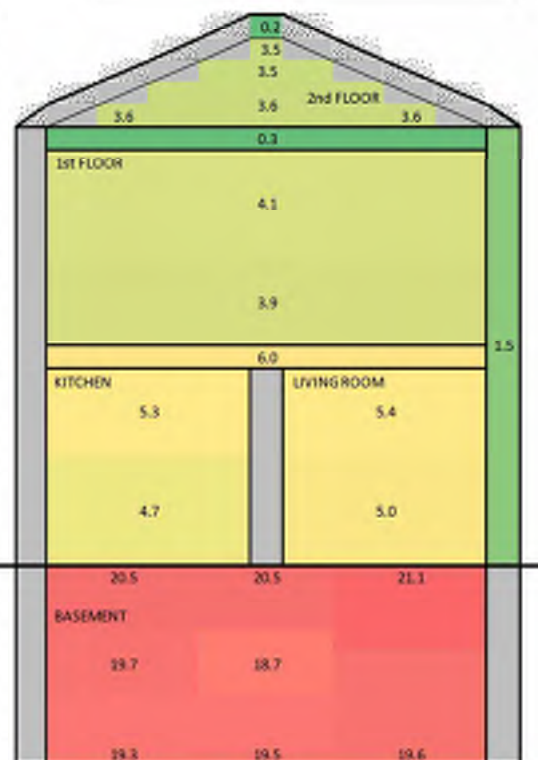 0.2
3.5
3.5
3.6 2nd FLOOR
3.6 3.6
0.3
1st FLOOR
4.1
3.9
1.5
6.0
KITCHEN LIVING ROOM
5.3 5.4
4.7 5.0
20.5 20.5 21.1
BASEMENT
19.7 18.7
19.3 19.5 19.6